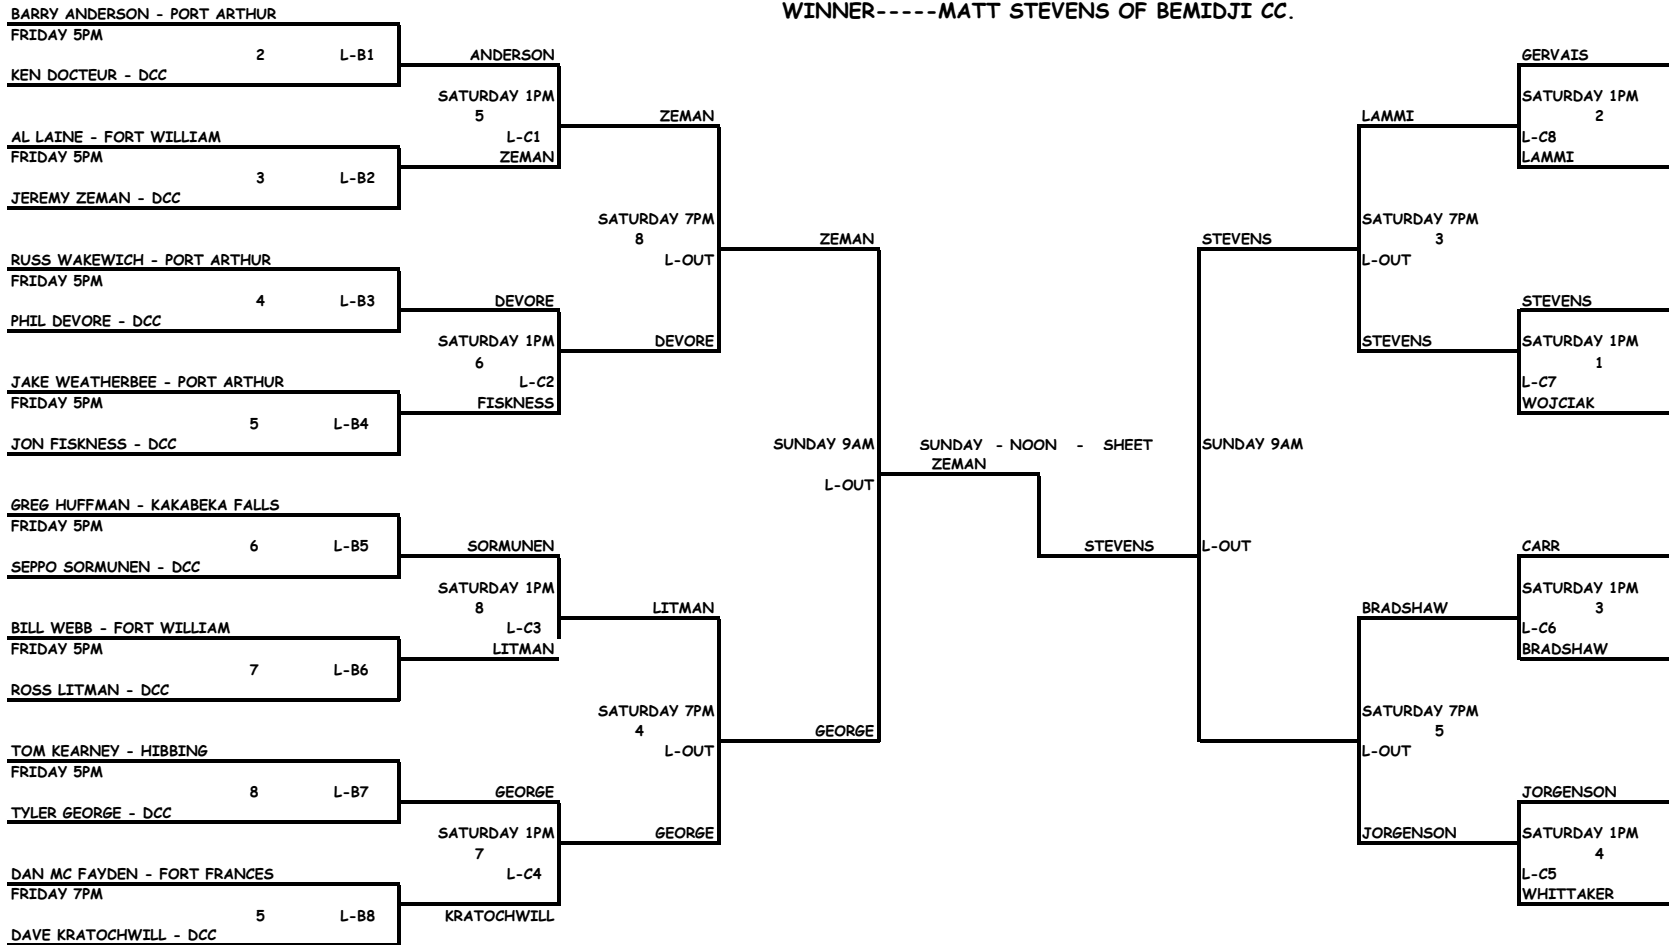 WINNER-----MATT STEVENS OF BEMIDJI CC.
BARRY ANDERSON - PORT ARTHUR
FRIDAY 5PM
2 L-B1
KEN DOCTEUR - DCC
AL LAINE - FORT WILLIAM
FRIDAY 5PM
3 L-B2
JEREMY ZEMAN - DCC
RUSS WAKEWICH - PORT ARTHUR
FRIDAY 5PM
4 L-B3
PHIL DEVORE - DCC
JAKE WEATHERBEE - PORT ARTHUR
FRIDAY 5PM
5 L-B4
JON FISKNESS - DCC
GREG HUFFMAN - KAKABEKA FALLS
FRIDAY 5PM
6 L-B5
SEPPO SORMUNEN - DCC
BILL WEBB - FORT WILLIAM
FRIDAY 5PM
7 L-B6
ROSS LITMAN - DCC
TOM KEARNEY - HIBBING
FRIDAY 5PM
8 L-B7
TYLER GEORGE - DCC
DAN MC FAYDEN - FORT FRANCES
FRIDAY 7PM
5 L-B8
DAVE KRATOCHWILL - DCC
ANDERSON
SATURDAY 1PM
5
L-C1
ZEMAN
DEVORE
SATURDAY 1PM
6
L-C2
FISKNESS
SORMUNEN
SATURDAY 1PM
8
L-C3
LITMAN
GEORGE
SATURDAY 1PM
7
L-C4
KRATOCHWILL
ZEMAN
SATURDAY 7PM
8
L-OUT
DEVORE
LITMAN
SATURDAY 7PM
4
L-OUT
GEORGE
ZEMAN
SUNDAY 9AM
L-OUT
GEORGE
SUNDAY - NOON - SHEET
ZEMAN
STEVENS
STEVENS
SUNDAY 9AM
L-OUT
LAMMI
SATURDAY 7PM
3
L-OUT
STEVENS
BRADSHAW
SATURDAY 7PM
5
L-OUT
JORGENSON
GERVAIS
SATURDAY 1PM
2
L-C8
LAMMI
STEVENS
SATURDAY 1PM
1
L-C7
WOJCIAK
CARR
SATURDAY 1PM
3
L-C6
BRADSHAW
JORGENSON
SATURDAY 1PM
4
L-C5
WHITTAKER